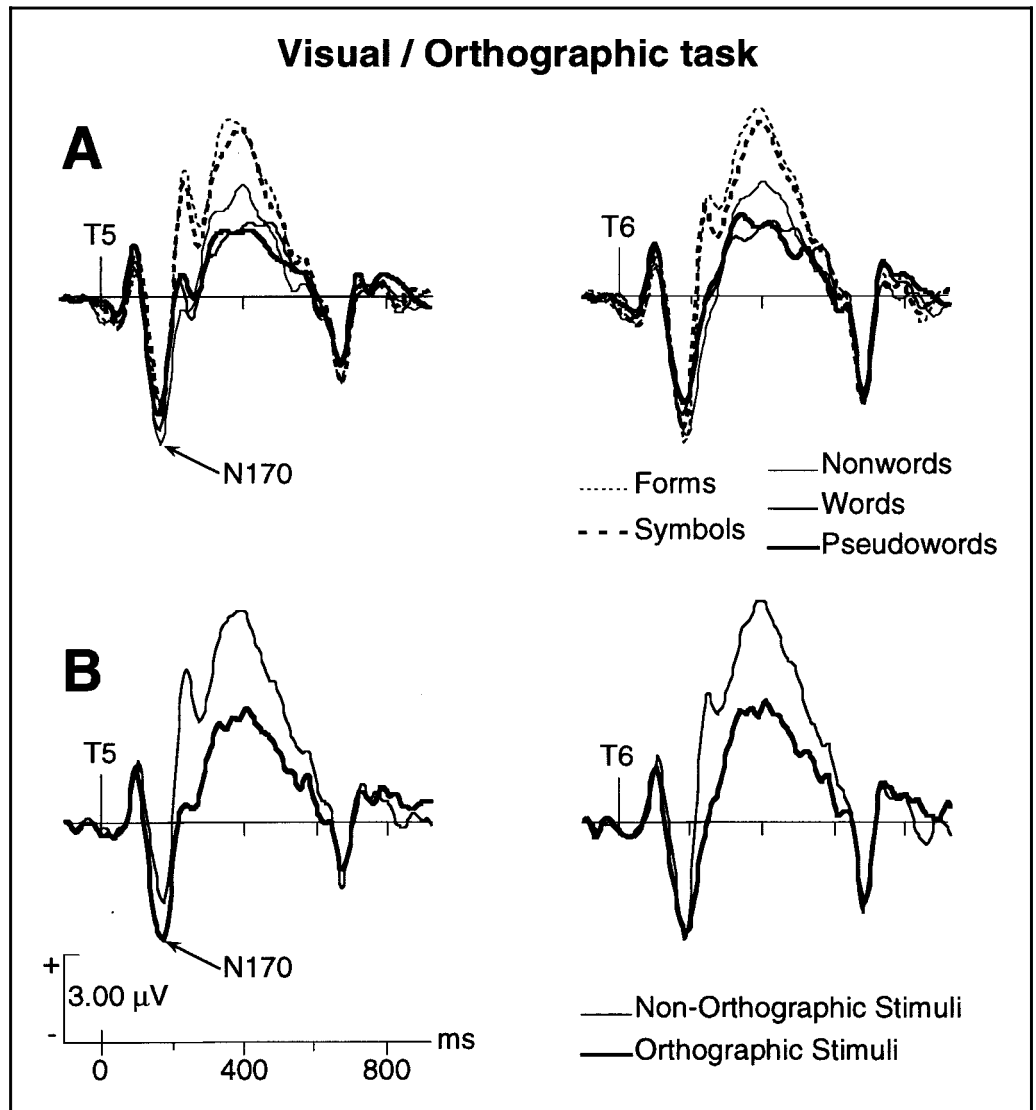 Visual / Orthographic task
A
T5
T6
N170
Forms
Symbols
Nonwords
Words
Pseudowords
B
T5
T6
N170
+
3.00 µV
-
ms
0
400
800
Non-Orthographic Stimuli
Orthographic Stimuli